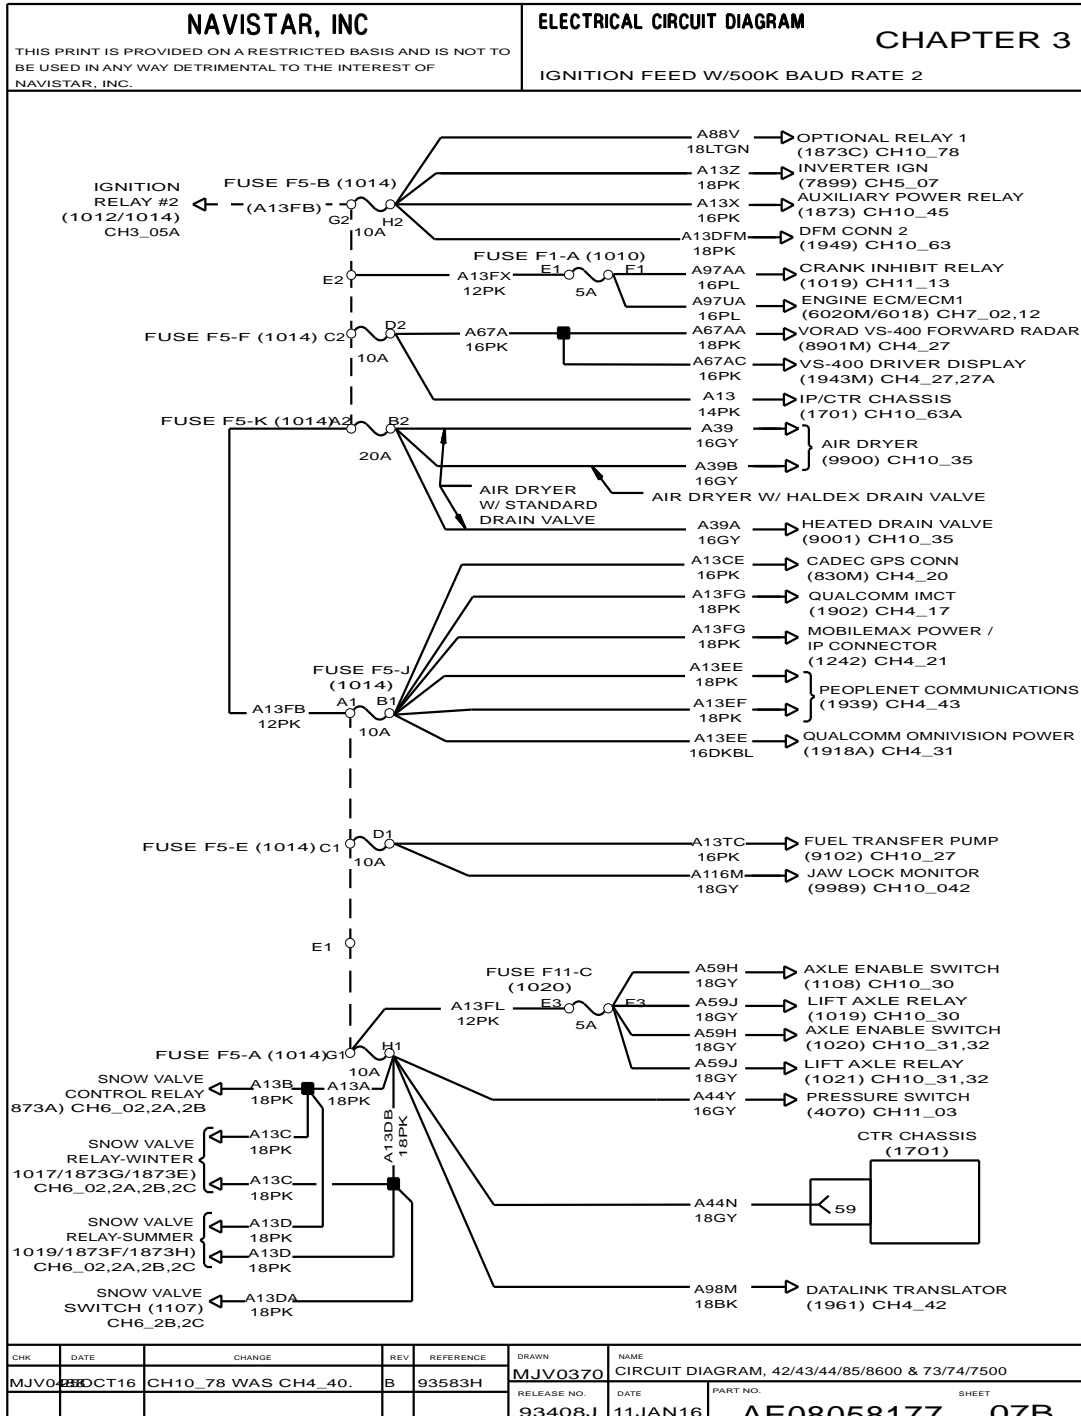 NAVISTAR, INC
THIS PRINT IS PROVIDED ON A RESTRICTED BASIS AND IS NOT TO
BE USED IN ANY WAY DETRIMENTAL TO THE INTEREST OF
NAVISTAR, INC.
ELECTRICAL CIRCUIT DIAGRAM
CHAPTER 3
IGNITION FEED W/500K BAUD RATE 2
IGNITION
RELAY #2
(1012/1014)
CH3_05A
(A13FB)
FUSE F5-B (1014)
G2
10A
H2
A88V
18LTGN
OPTIONAL RELAY 1
(1873C) CH10_78
A13Z
18PK
INVERTER IGN
(7899) CH5_07
A13X
16PK
AUXILIARY POWER RELAY
(1873) CH10_45
A13DFM
18PK
DFM CONN 2
(1949) CH10_63
E2
A13FX
12PK
FUSE F1-A (1010)
E1
F1
5A
A97AA
16PL
CRANK INHIBIT RELAY
(1019) CH11_13
A97UA
16PL
ENGINE ECM/ECM1
(6020M/6018) CH7_02,12
FUSE F5-F (1014)
C2
D2
10A
A67A
16PK
A67AA
18PK
VORAD VS-400 FORWARD RADAR
(8901M) CH4_27
A67AC
16PK
VS-400 DRIVER DISPLAY
(1943M) CH4_27,27A
A13
14PK
IP/CTR CHASSIS
(1701) CH10_63A
FUSE F5-K (1014)
A2
B2
20A
A39
16GY
A39B
16GY
AIR DRYER
(9900) CH10_35
AIR DRYER
W/ STANDARD
DRAIN VALVE
AIR DRYER W/ HALDEX DRAIN VALVE
A39A
16GY
HEATED DRAIN VALVE
(9001) CH10_35
A13CE
16PK
CADEC GPS CONN
(830M) CH4_20
A13FG
18PK
QUALCOMM IMCT
(1902) CH4_17
A13FG
18PK
MOBILEMAX POWER /
IP CONNECTOR
(1242) CH4_21
FUSE F5-J
(1014)
A13FB
12PK
A1
B1
10A
A13EE
18PK
A13EF
18PK
PEOPLENET COMMUNICATIONS
(1939) CH4_43
A13EE
16DKBL
QUALCOMM OMNIVISION POWER
(1918A) CH4_31
FUSE F5-E (1014)
C1
D1
10A
A13TC
16PK
FUEL TRANSFER PUMP
(9102) CH10_27
A116M
18GY
JAW LOCK MONITOR
(9989) CH10_042
E1
FUSE F11-C
(1020)
A13FL
12PK
E3
F3
5A
A59H
18GY
AXLE ENABLE SWITCH
(1108) CH10_30
A59J
18GY
LIFT AXLE RELAY
(1019) CH10_30
A59H
18GY
AXLE ENABLE SWITCH
(1020) CH10_31,32
A59J
18GY
LIFT AXLE RELAY
(1021) CH10_31,32
FUSE F5-A (1014)
G1
H1
10A
A44Y
16GY
PRESSURE SWITCH
(4070) CH11_03
SNOW VALVE
CONTROL RELAY
873A) CH6_02,2A,2B
A13B
18PK
A13A
18PK
A13DB
18PK
SNOW VALVE
RELAY-WINTER
1017/1873G/1873E)
CH6_02,2A,2B,2C
A13C
18PK
A13C
18PK
CTR CHASSIS
(1701)
A44N
18GY
59
SNOW VALVE
RELAY-SUMMER
1019/1873F/1873H)
CH6_02,2A,2B,2C
A13D
18PK
A13D
18PK
SNOW VALVE
SWITCH (1107)
CH6_2B,2C
A13DA
18PK
A98M
18BK
DATALINK TRANSLATOR
(1961) CH4_42
CHK DATE CHANGE REV REFERENCE
OCT16 CH10_78 WAS CH4_40. B 93583H
DRAWN
MJV0370
NAME
CIRCUIT DIAGRAM, 42/43/44/85/8600 & 73/74/7500
RELEASE NO.
93408J
DATE
11JAN16
PART NO.
AE08058177
SHEET
07B